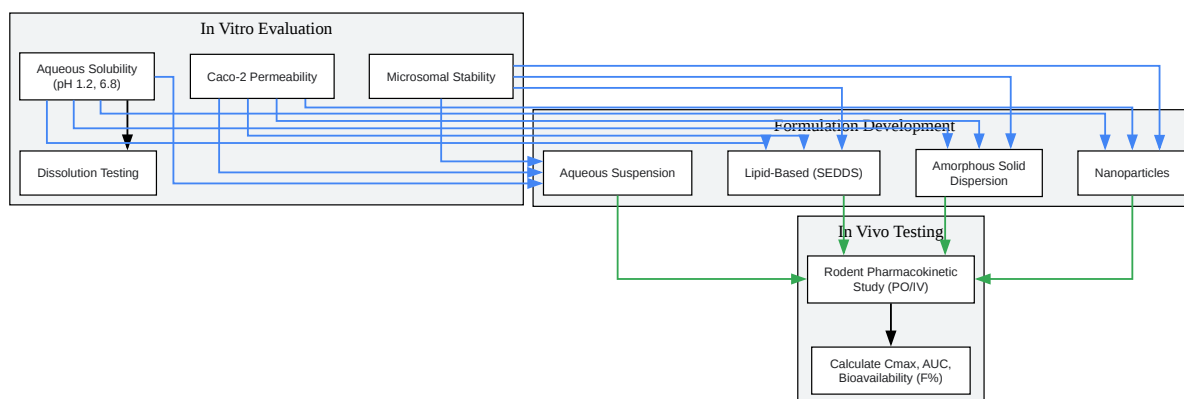 In Vitro Evaluation
Aqueous Solubility
(pH 1.2, 6.8)
Caco-2 Permeability
Microsomal Stability
Dissolution Testing
Formulation Development
Aqueous Suspension
Lipid-Based (SEDDS)
Amorphous Solid
Dispersion
Nanoparticles
In Vivo Testing
Rodent Pharmacokinetic
Study (PO/IV)
Calculate Cmax, AUC,
Bioavailability (F%)